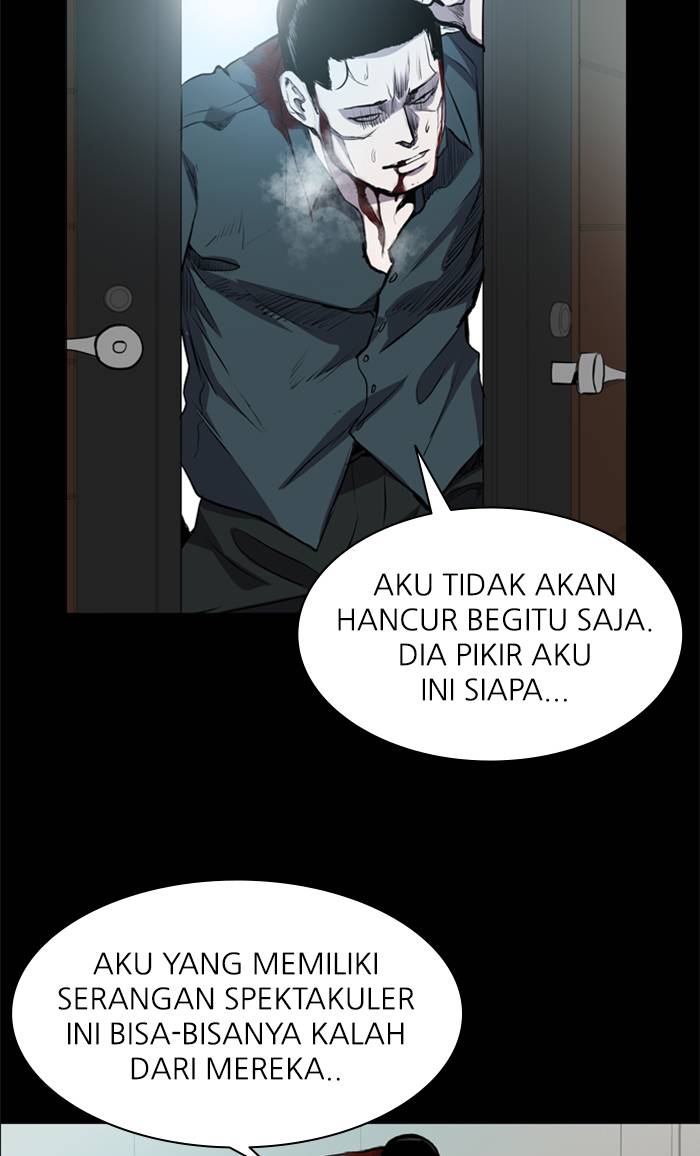 AKU TIDAK AKAN
HANCUR BEGITU SAJA.
DIA PIKIR AKU
INI SIAPA...
AKU YANG MEMILIKI
SERANGAN SPEKTAKULER
INI BISA-BISANYA KALAH
DARI MEREKA..